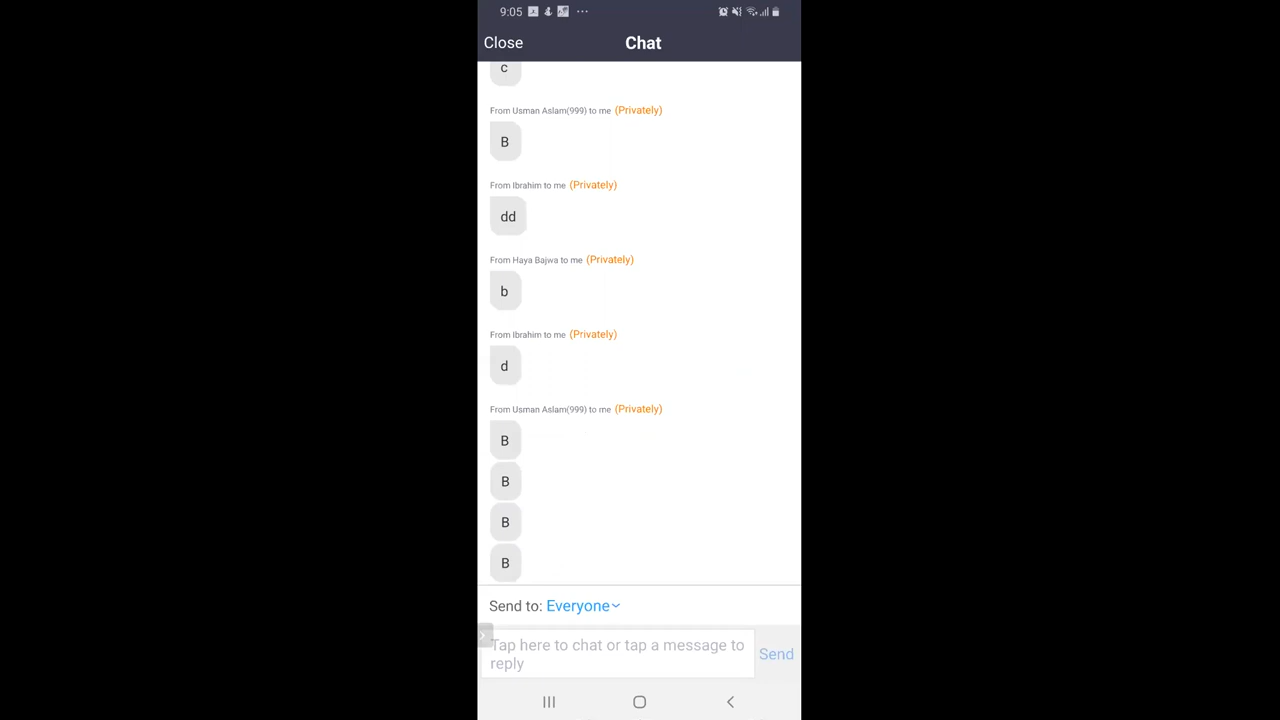 9:05
Close
Chat
c
From Usman Aslam(999) to me (Privately)
B
From Ibrahim to me (Privately)
dd
From Haya Bajwa to me (Privately)
b
From Ibrahim to me (Privately)
d
From Usman Aslam(999) to me (Privately)
B
B
B
B
Send to: Everyone
Tap here to chat or tap a message to
reply
Send